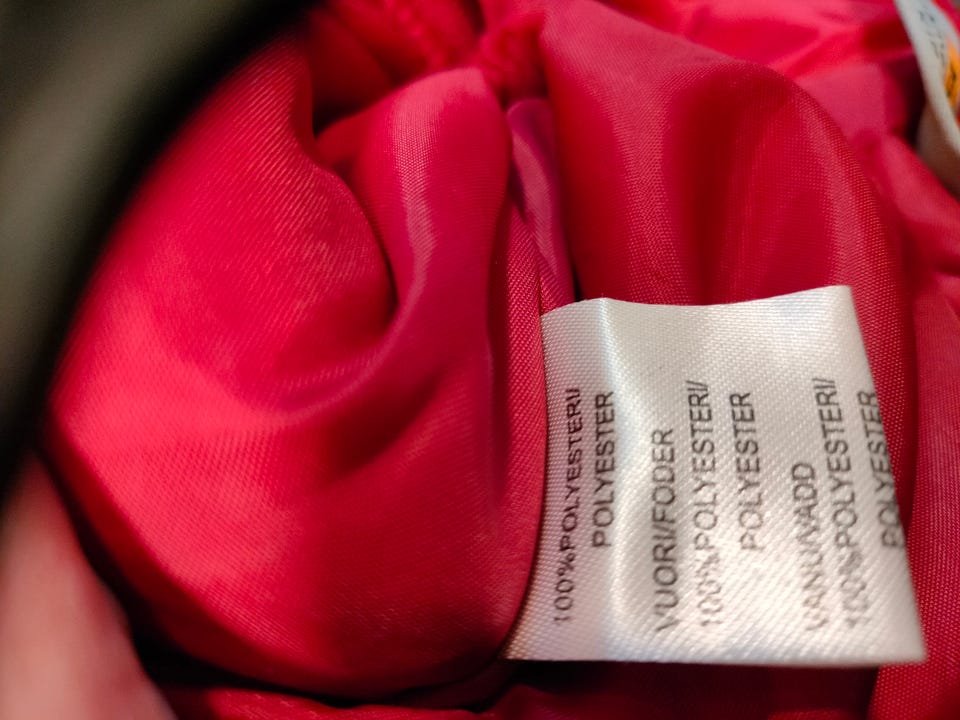 100%POLYESTERI/
POLYESTER
VUORI/FODER
100%POLYESTERI/
POLYESTER
VANU/VADD
100%POLYESTERI/
POLYESTER